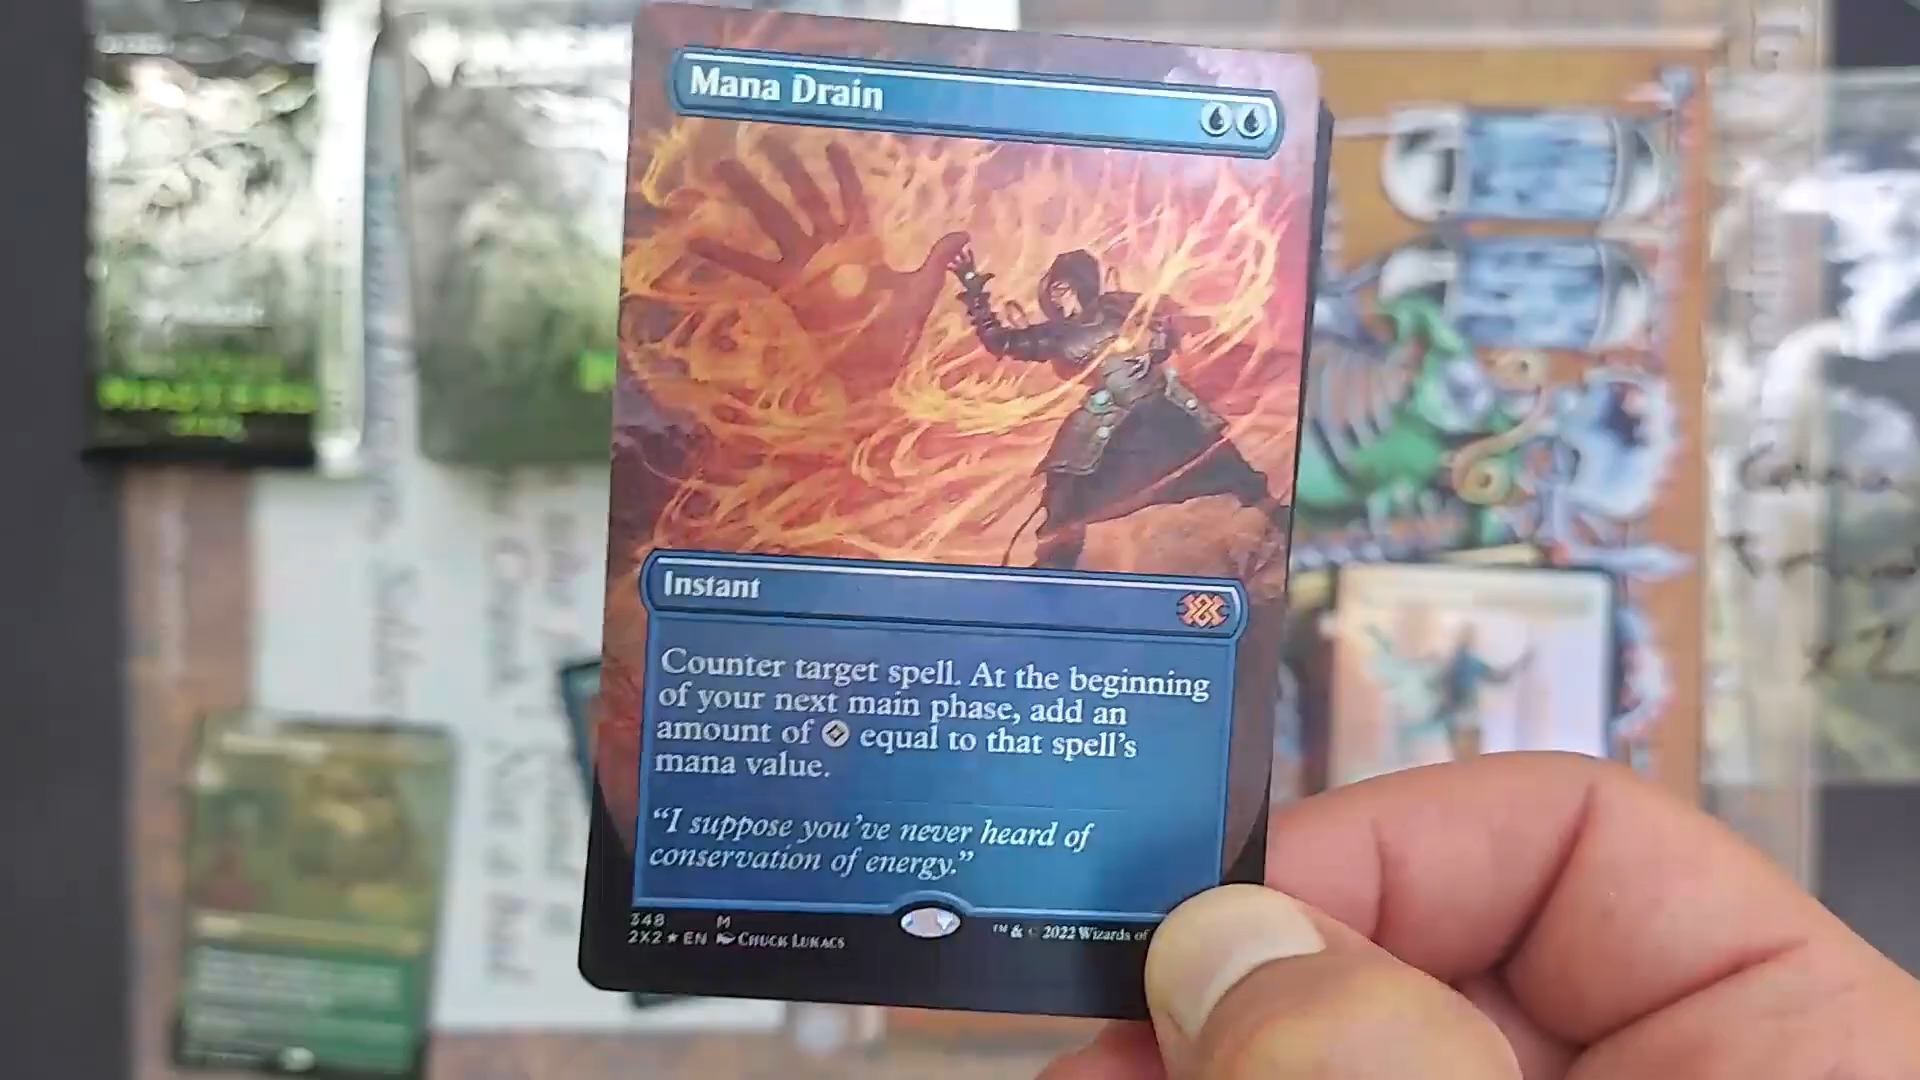 Mana Drain
Instant
Counter target spell. At the beginning
of your next main phase, add an
amount of equal to that spell's
mana value.
"I suppose you've never heard of
conservation of energy."
348 M
2X2 ★ EN Chuck Lukacs
™ & © 2022 Wizards of